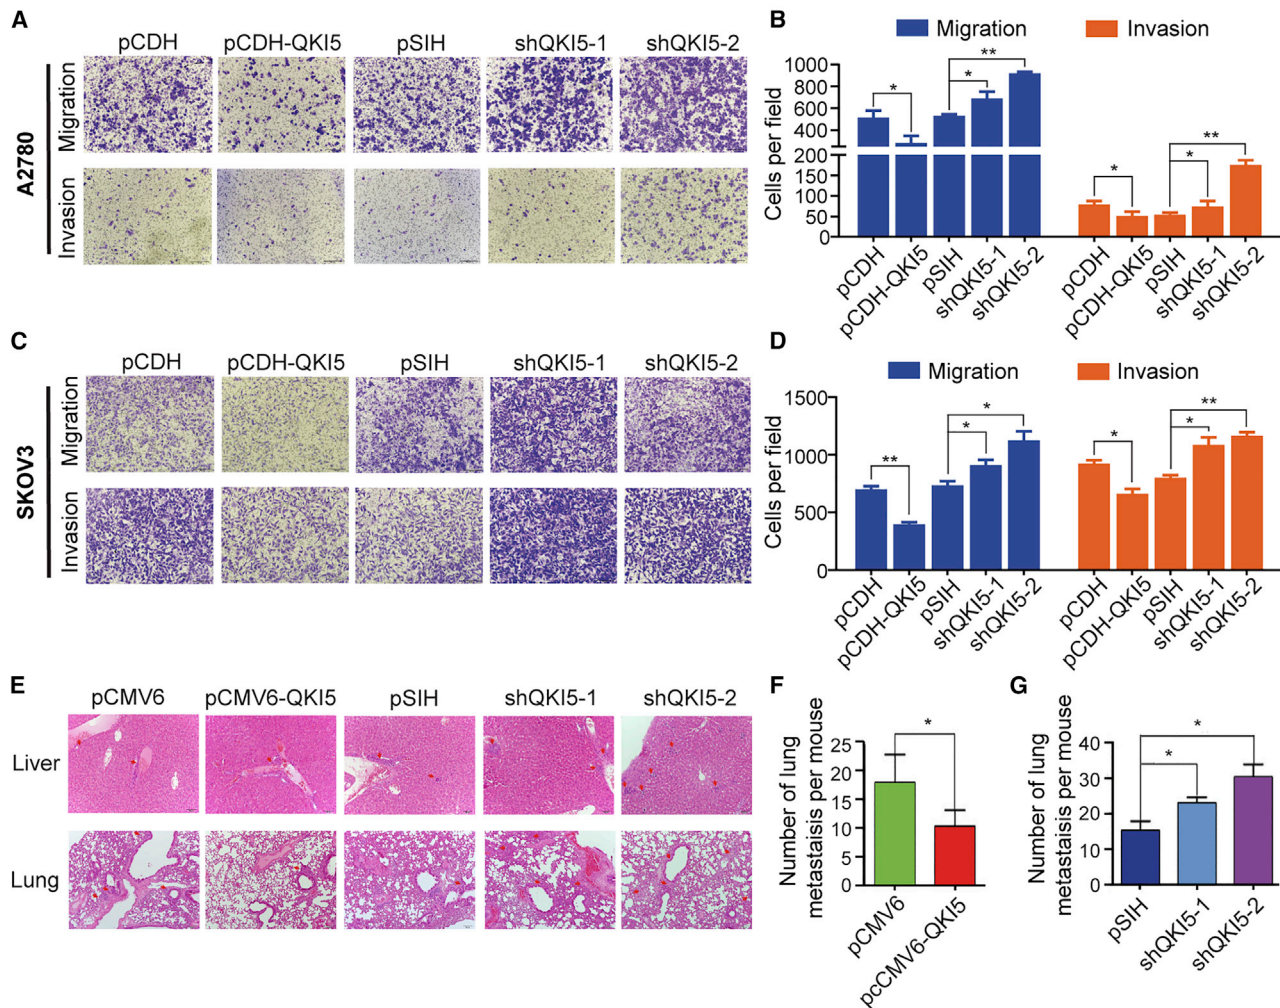 A
pCDH
pCDH-QKI5
pSIH
shQKI5-1
shQKI5-2
A2780
Migration
Invasion
B
Migration
Invasion
Cells per field
1000
800
600
400
200
150
100
50
0
*
*
**
*
*
**
pCDH
pCDH-QKI5
pSIH
shQKI5-1
shQKI5-2
pCDH
pCDH-QKI5
pSIH
shQKI5-1
shQKI5-2
C
pCDH
pCDH-QKI5
pSIH
shQKI5-1
shQKI5-2
SKOV3
Migration
Invasion
D
Migration
Invasion
Cells per field
1500
1000
500
0
**
*
*
*
*
**
pCDH
pCDH-QKI5
pSIH
shQKI5-1
shQKI5-2
pCDH
pCDH-QKI5
pSIH
shQKI5-1
shQKI5-2
E
pCMV6
pCMV6-QKI5
pSIH
shQKI5-1
shQKI5-2
Liver
Lung
F
Number of lung
metastaisis per mouse
25
20
15
10
5
0
*
pCMV6
pcCMV6-QKI5
G
Number of lung
metastasis per mouse
40
30
20
10
0
*
*
pSIH
shQKI5-1
shQKI5-2